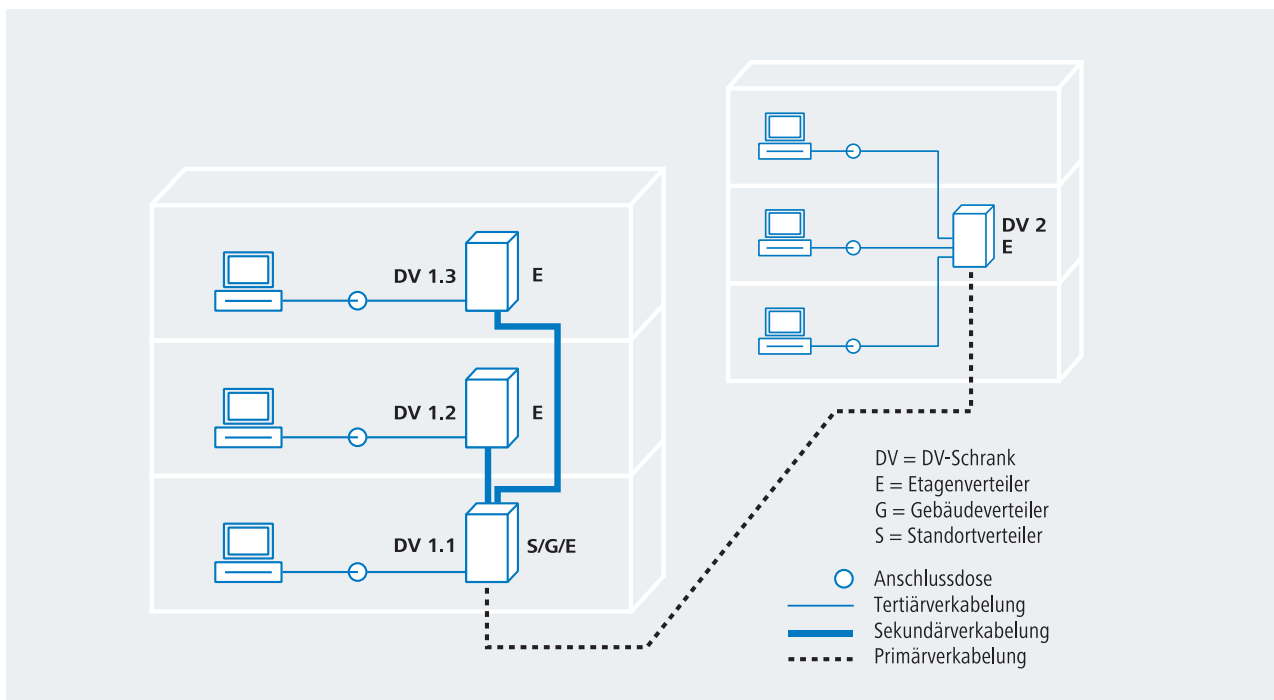 DV 1.3
E
DV 1.2
E
DV 1.1
S/G/E
DV 2
E
DV = DV-Schrank
E = Etagenverteiler
G = Gebäudeverteiler
S = Standortverteiler
Anschlussdose
Tertiärverkabelung
Sekundärverkabelung
Primärverkabelung